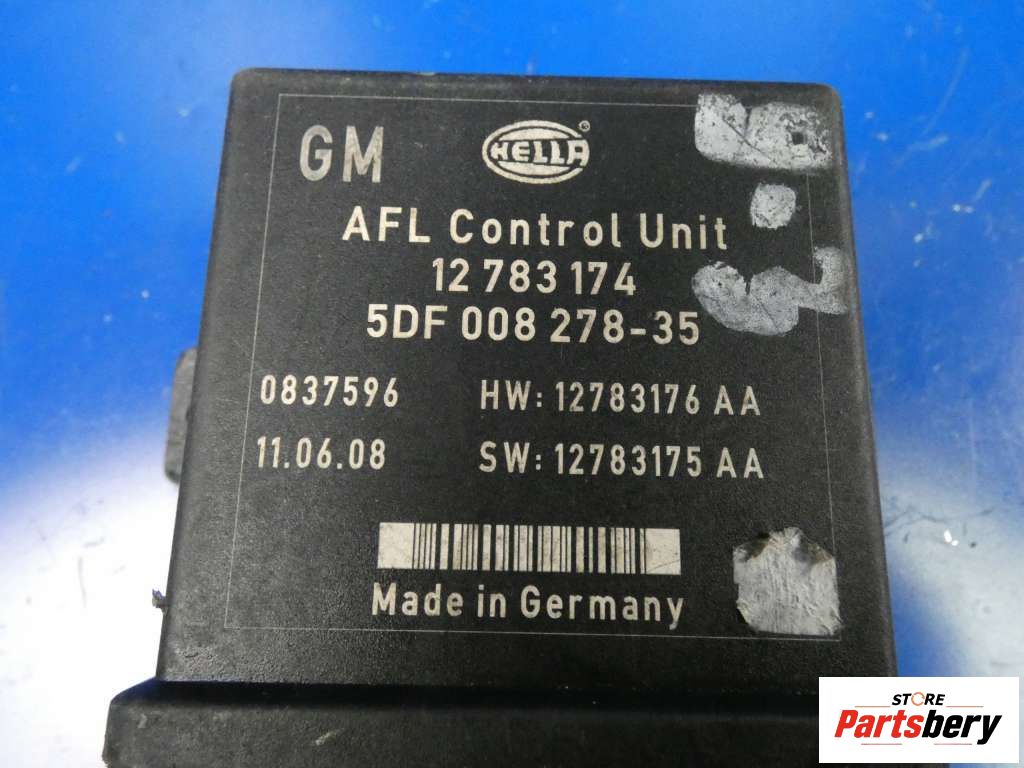 GM HELLA ®
AFL Control Unit
12 783 174
5DF 008 278-35
0837596 HW: 12783176 AA
11.06.08 SW: 12783175 AA
Made in Germany
STORE
Partsbery